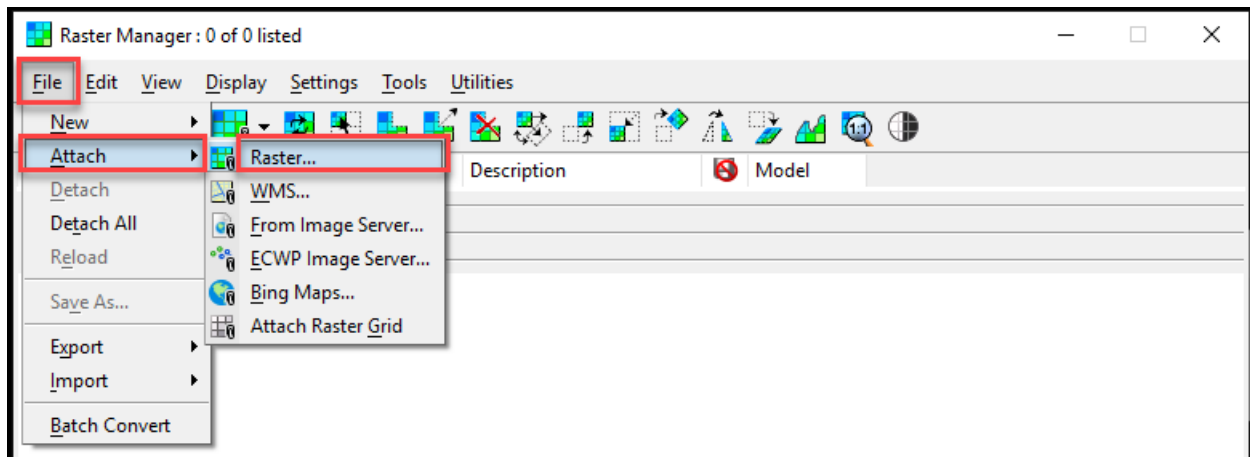 Raster Manager : 0 of 0 listed
File Edit View Display Settings Tools Utilities
New
Attach
Detach
Detach All
Reload
Save As...
Export
Import
Batch Convert
Raster...
WMS...
From Image Server...
ECWP Image Server...
Bing Maps...
Attach Raster Grid
1:1
Description Model